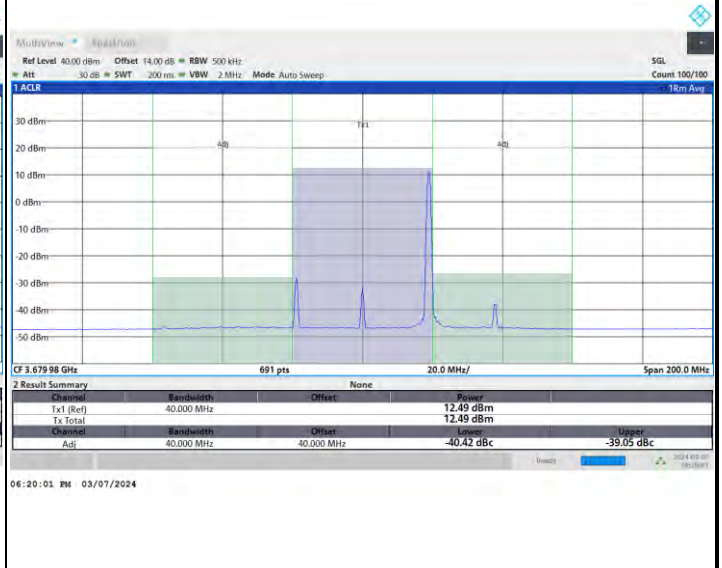 MultiView Spectrum
Ref Level 40.00 dBm Offset 14.00 dB RBW 500 kHz SGL
Att 30 dB SWT 200 ms VBW 2 MHz Mode Auto Sweep Count 100/100
1 ACLR 1Rm Avg
Tx1
30 dBm
Adj Adj
20 dBm
10 dBm
0 dBm
-10 dBm
-20 dBm
-30 dBm
-40 dBm
-50 dBm
CF 3.679 98 GHz 691 pts 20.0 MHz/ Span 200.0 MHz
2 Result Summary None
Channel Bandwidth Offset Power
Tx1 (Ref) 40.000 MHz 12.49 dBm
Tx Total 12.49 dBm
Channel Bandwidth Offset Lower Upper
Adj 40.000 MHz 40.000 MHz -40.42 dBc -39.05 dBc
Ready 2024-03-07
06:20:01 PM 03/07/2024